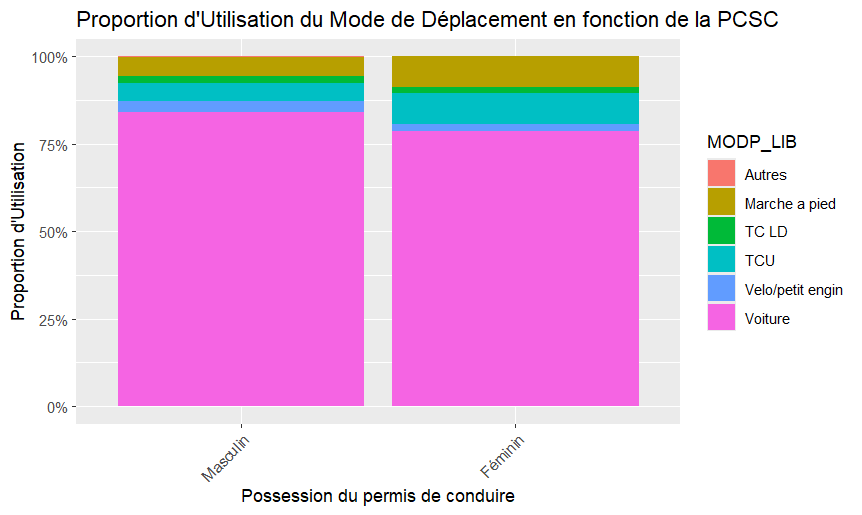 Proportion d'Utilisation du Mode de Déplacement en fonction de la PCSC
100%
75%
50%
25%
0%
Proportion d'Utilisation
Masculin
Féminin
Possession du permis de conduire
MODP_LIB
Autres
Marche a pied
TC LD
TCU
Velo/petit engin
Voiture